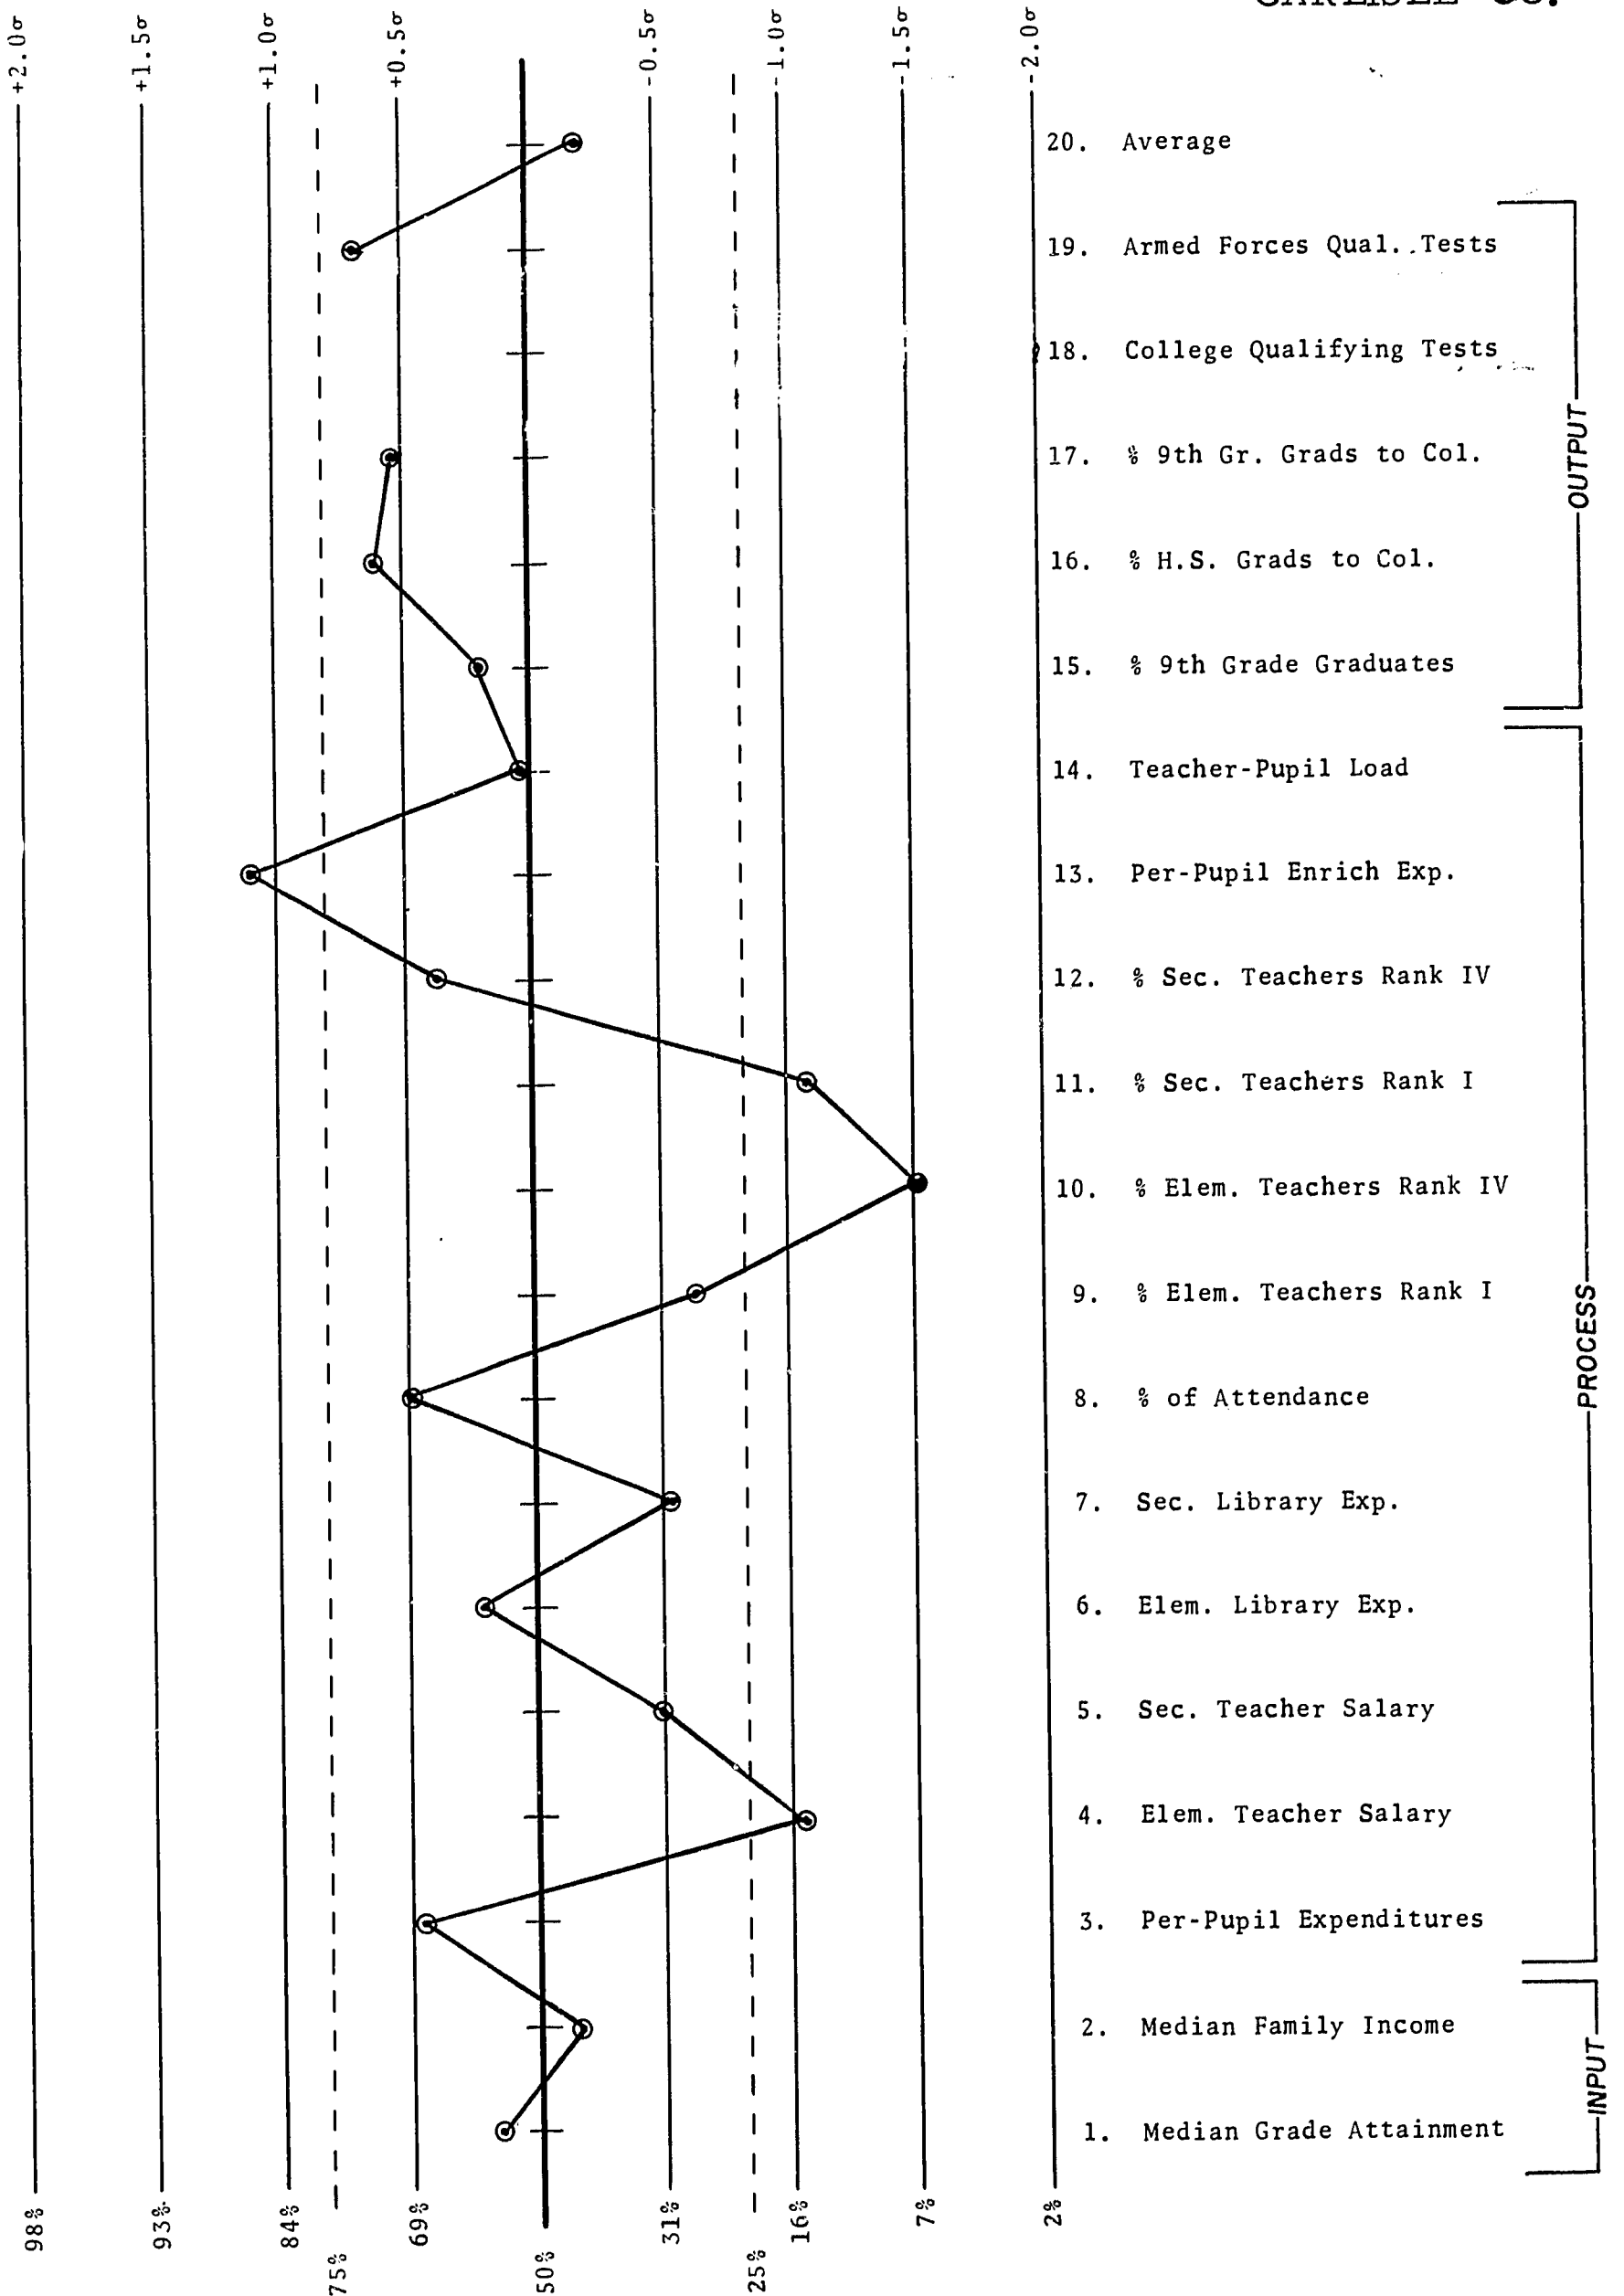 CARLISLE CO.
+2.0σ
+1.5σ
+1.0σ
+0.5σ
-0.5σ
-1.0σ
-1.5σ
-2.0σ
20. Average
19. Armed Forces Qual. Tests
18. College Qualifying Tests
17. % 9th Gr. Grads to Col.
16. % H.S. Grads to Col.
15. % 9th Grade Graduates
14. Teacher-Pupil Load
13. Per-Pupil Enrich Exp.
12. % Sec. Teachers Rank IV
11. % Sec. Teachers Rank I
10. % Elem. Teachers Rank IV
9. % Elem. Teachers Rank I
8. % of Attendance
7. Sec. Library Exp.
6. Elem. Library Exp.
5. Sec. Teacher Salary
4. Elem. Teacher Salary
3. Per-Pupil Expenditures
2. Median Family Income
1. Median Grade Attainment
OUTPUT
PROCESS
INPUT
98%
93%
84%
75%
69%
50%
31%
25%
16%
7%
2%